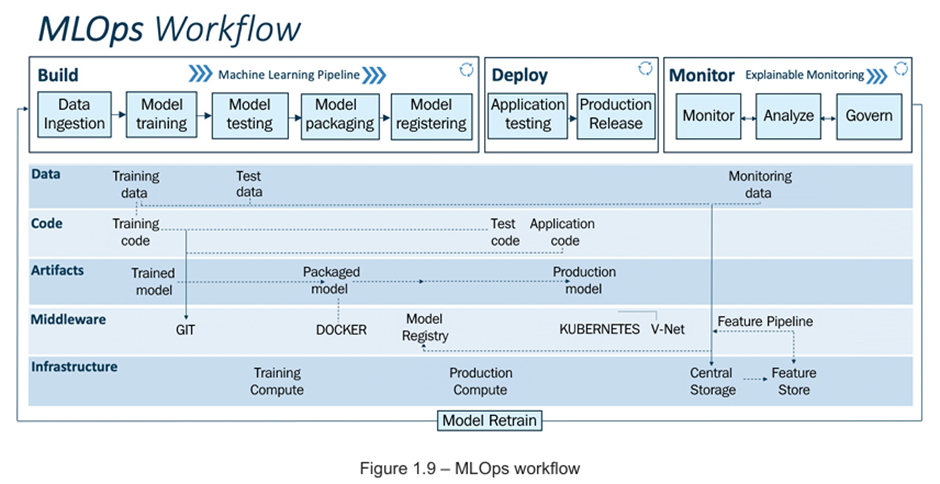 MLOps Workflow
Build
Machine Learning Pipeline
Data
Ingestion
Model
training
Model
testing
Model
packaging
Model
registering
Deploy
Application
testing
Production
Release
Monitor
Explainable Monitoring
Monitor
Analyze
Govern
Data
Training
data
Test
data
Monitoring
data
Code
Training
code
Test
code
Application
code
Artifacts
Trained
model
Packaged
model
Production
model
Middleware
GIT
DOCKER
Model
Registry
KUBERNETES
V-Net
Feature Pipeline
Infrastructure
Training
Compute
Production
Compute
Central
Storage
Feature
Store
Model Retrain
Figure 1.9 – MLOps workflow